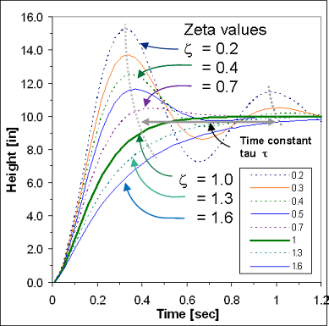 16.0
14.0
12.0
10.0
8.0
6.0
4.0
2.0
0.0
Height [in]
Zeta values
ζ = 0.2
= 0.4
= 0.7
Time constant
tau τ
ζ = 1.0
= 1.3
= 1.6
0.2
0.3
0.4
0.5
0.7
1
1.3
1.6
0 0.2 0.4 0.6 0.8 1 1.2
Time [sec]